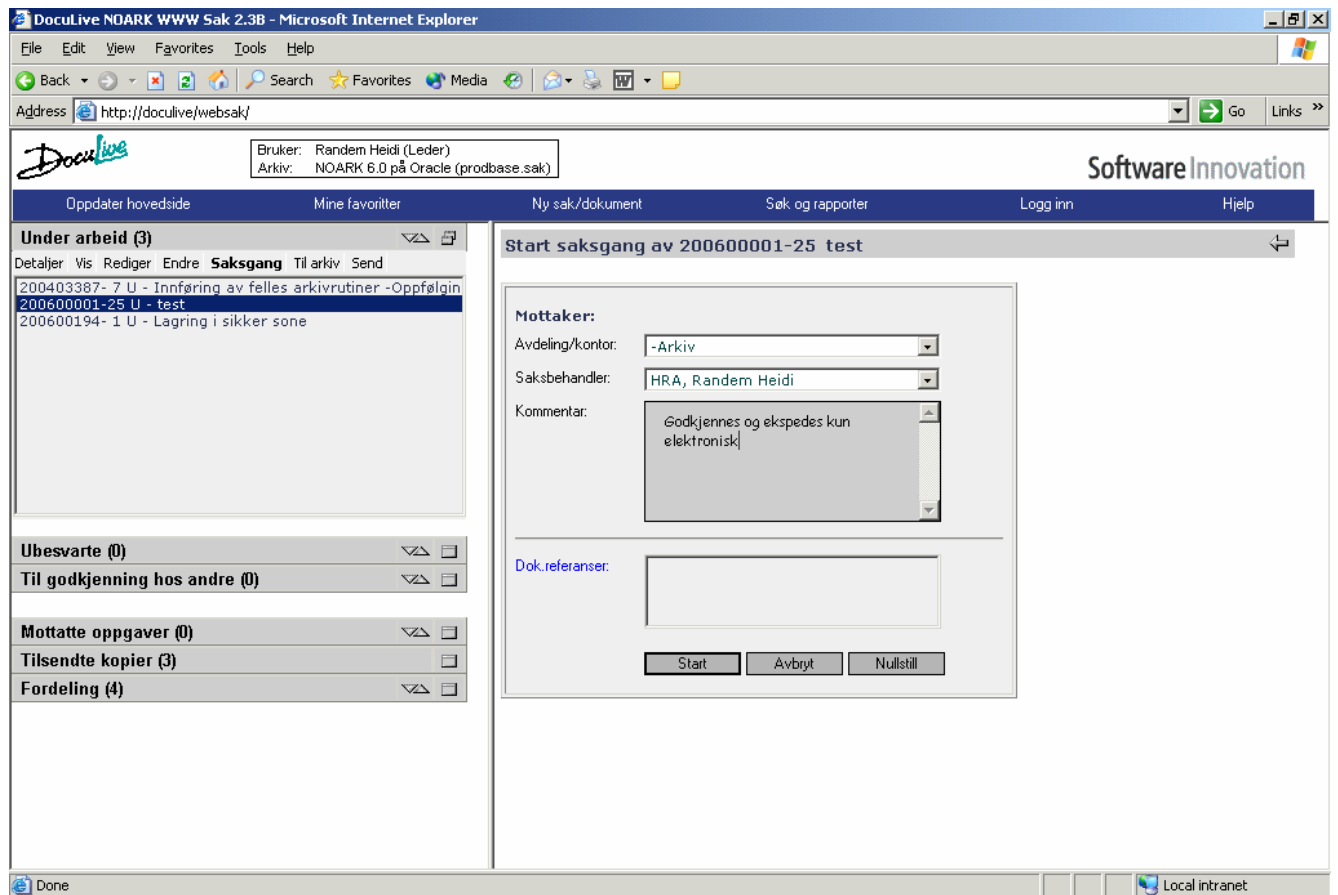 DocuLive NOARK WWW Sak 2.3B - Microsoft Internet Explorer
File Edit View Favorites Tools Help
Back Search Favorites Media
Address http://doculive/websak/ Go Links »
DocuLive
Bruker: Randem Heidi (Leder)
Arkiv: NOARK 6.0 på Oracle (prodbase.sak)
Software Innovation
Oppdater hovedside Mine favoritter Ny sak/dokument Søk og rapporter Logg inn Hjelp
Under arbeid (3)
Detaljer Vis Rediger Endre Saksgang Til arkiv Send
200403387- 7 U - Innføring av felles arkivrutiner -Oppfølgin
200600001-25 U - test
200600194- 1 U - Lagring i sikker sone
Ubesvarte (0)
Til godkjenning hos andre (0)
Mottatte oppgaver (0)
Tilsendte kopier (3)
Fordeling (4)
Start saksgang av 200600001-25 test
Mottaker:
Avdeling/kontor: -Arkiv
Saksbehandler: HRA, Randem Heidi
Kommentar: Godkjennes og ekspedes kun
elektronisk
Dok.referanser:
Start Avbryt Nullstill
Done Local intranet